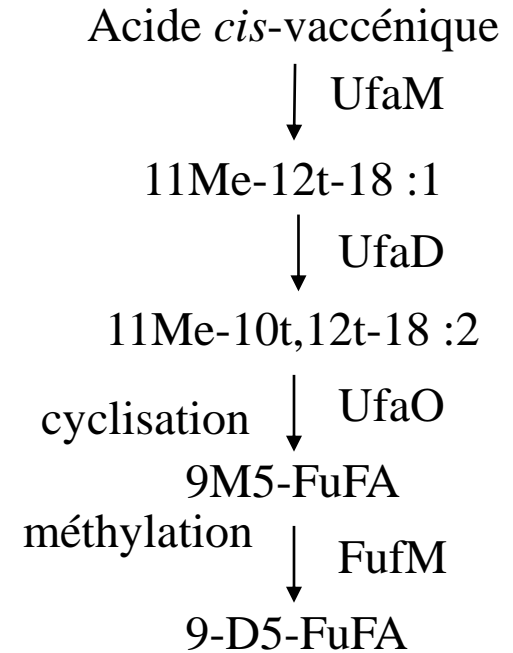 Acide cis-vaccénique
UfaM
11Me-12t-18 :1
UfaD
11Me-10t,12t-18 :2
cyclisation UfaO
9M5-FuFA
méthylation FufM
9-D5-FuFA